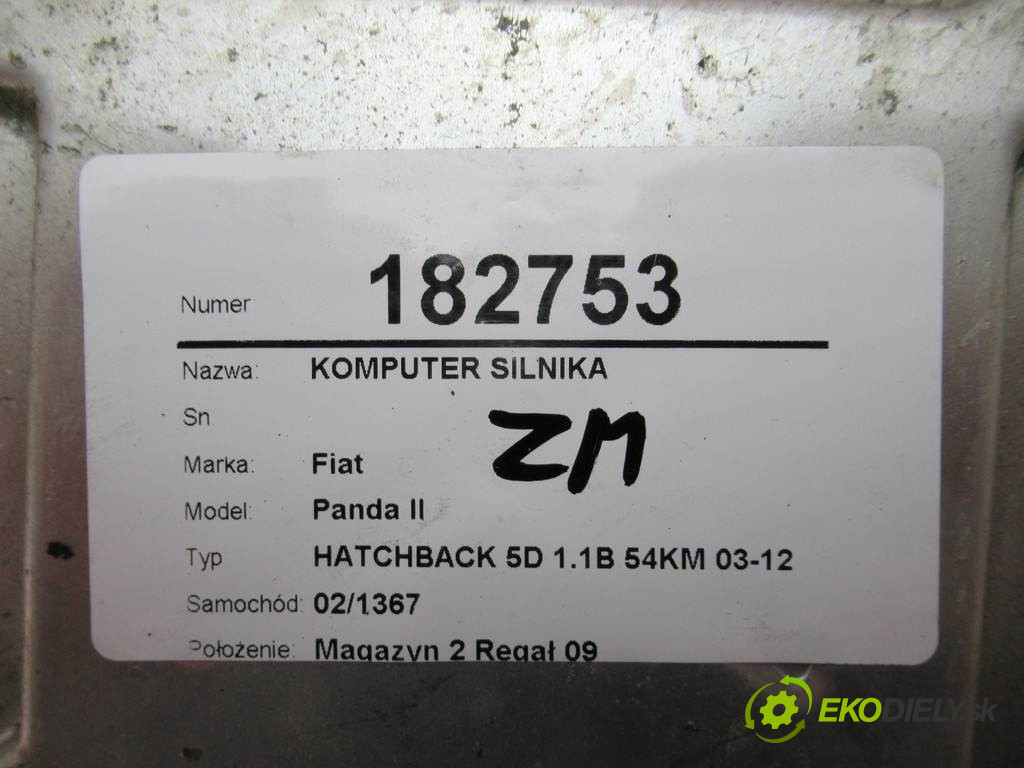 Numer 182753
Nazwa: KOMPUTER SILNIKA
Sn
ZM
Marka: Fiat
Model: Panda II
Typ HATCHBACK 5D 1.1B 54KM 03-12
Samochód: 02/1367
Położenie: Magazyn 2 Regał 09
EKODIELY.sk